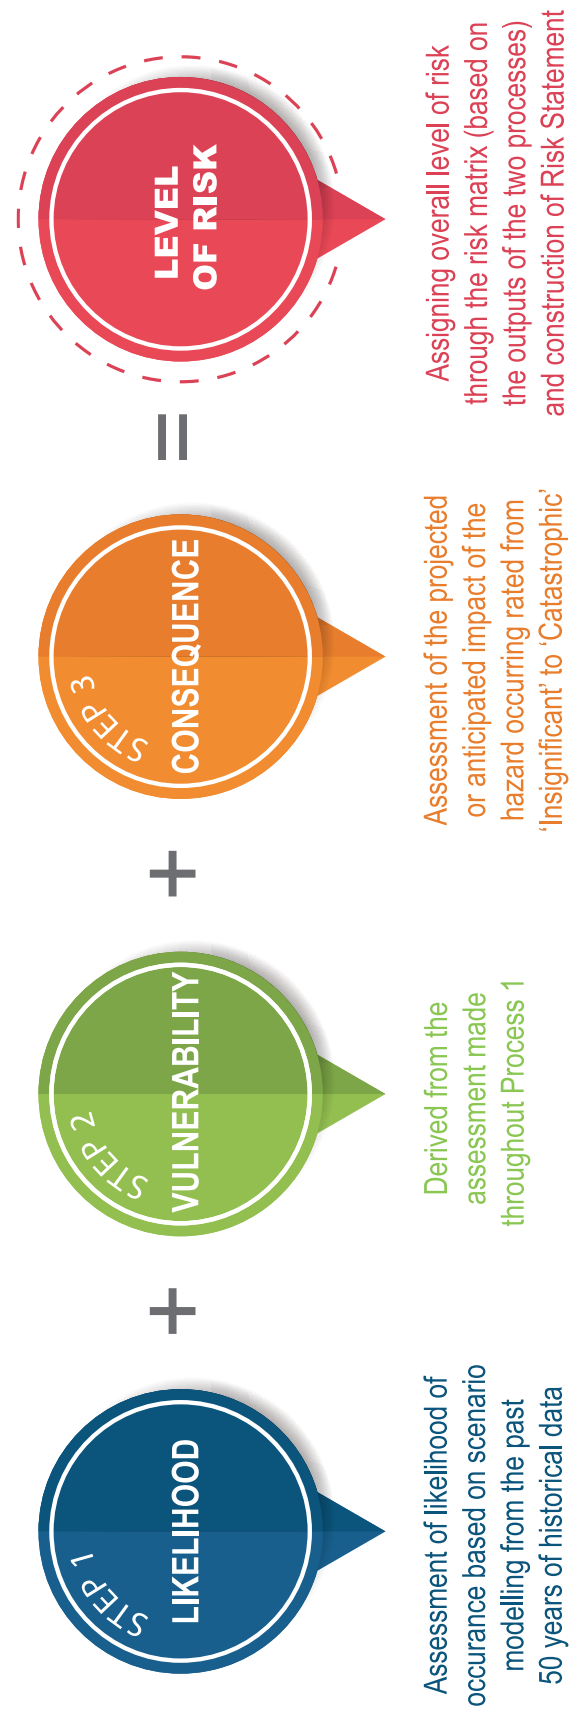 STEP 1
LIKELIHOOD
Assessment of likelihood of
occurance based on scenario
modelling from the past
50 years of historical data
+
STEP 2
VULNERABILITY
Derived from the
assessment made
throughout Process 1
+
STEP 3
CONSEQUENCE
Assessment of the projected
or anticipated impact of the
hazard occurring rated from
‘Insignificant’ to ‘Catastrophic’
=
LEVEL
OF RISK
Assigning overall level of risk
through the risk matrix (based on
the outputs of the two processes)
and construction of Risk Statement